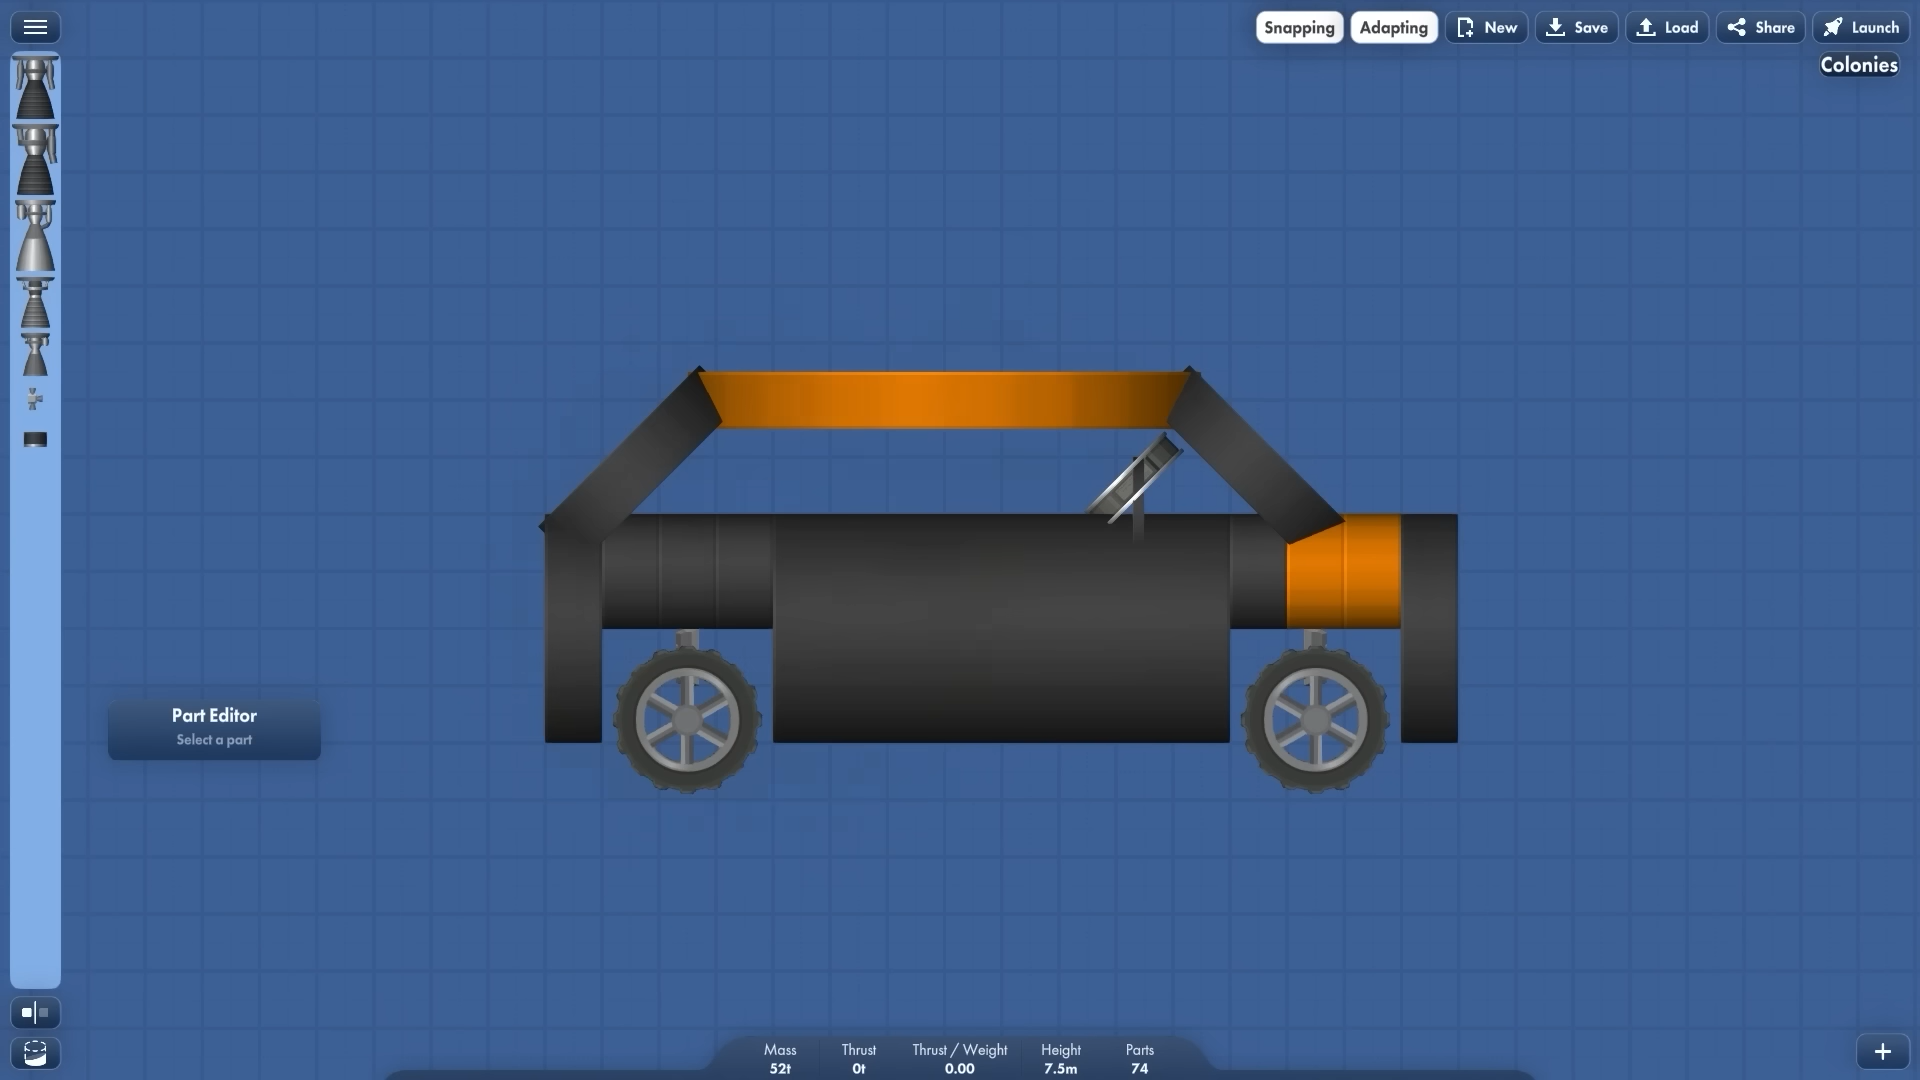 Snapping
Adapting
New
Save
Load
Share
Launch
Colonies
Part Editor
Select a part
Mass
Thrust
Thrust / Weight
Height
Parts
52t
0t
0.00
7.5m
74